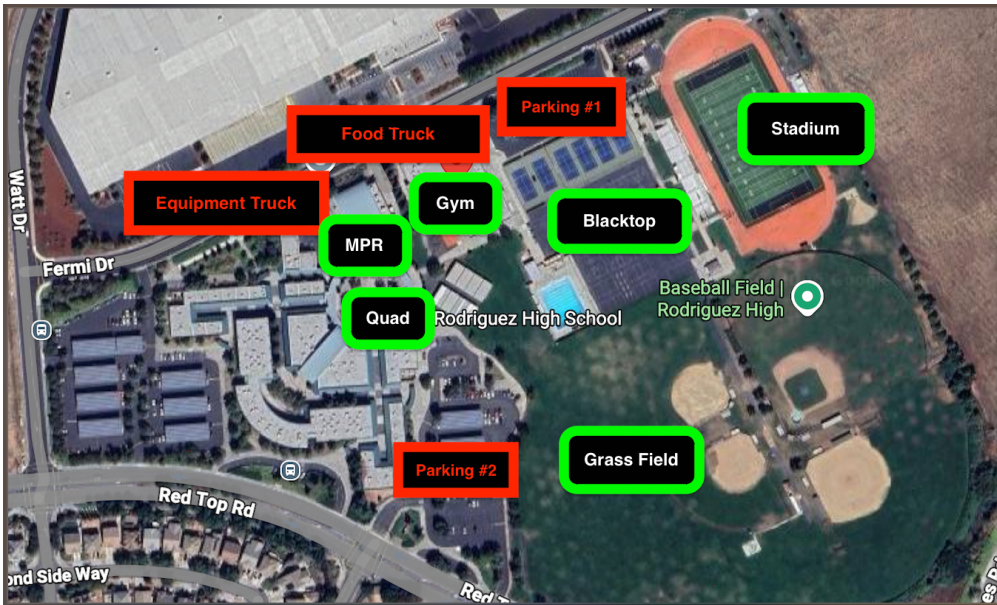 Parking #1
Food Truck
Stadium
Equipment Truck
Gym
Blacktop
Watt Dr
MPR
Fermi Dr
Baseball Field |
Rodriguez High
Quad
Rodriguez High School
Grass Field
Parking #2
Red Top Rd
ond Side Way
Red T
es R